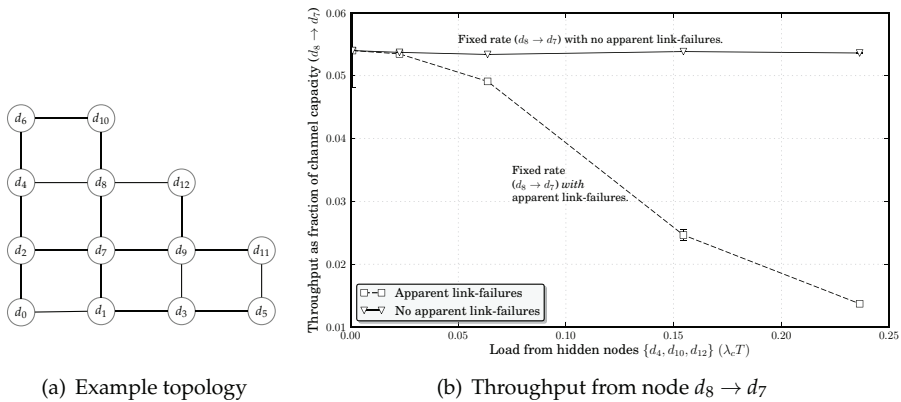 d6
d10
d4
d8
d12
d2
d7
d9
d11
d0
d1
d3
d5
(a) Example topology
Throughput as fraction of channel capacity (d8 → d7)
0.06
0.05
0.04
0.03
0.02
0.01
Fixed rate (d8 → d7) with no apparent link-failures.
Fixed rate
(d8 → d7) with
apparent link-failures.
Apparent link-failures
No apparent link-failures
0.00
0.05
0.10
0.15
0.20
0.25
Load from hidden nodes {d4, d10, d12} (λcT)
(b) Throughput from node d8 → d7